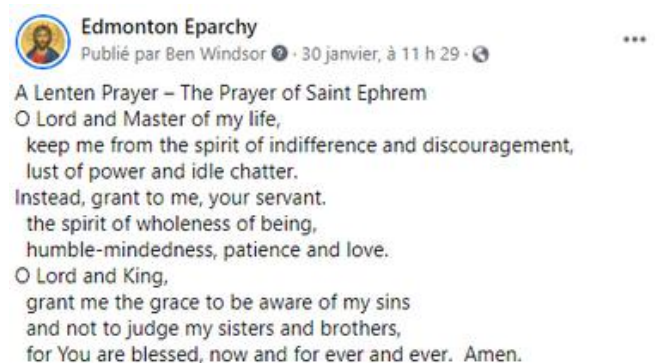 Edmonton Eparchy
Publié par Ben Windsor ? · 30 janvier, à 11 h 29 ·
A Lenten Prayer – The Prayer of Saint Ephrem
O Lord and Master of my life,
keep me from the spirit of indifference and discouragement,
lust of power and idle chatter.
Instead, grant to me, your servant.
the spirit of wholeness of being,
humble-mindedness, patience and love.
O Lord and King,
grant me the grace to be aware of my sins
and not to judge my sisters and brothers,
for You are blessed, now and for ever and ever. Amen.